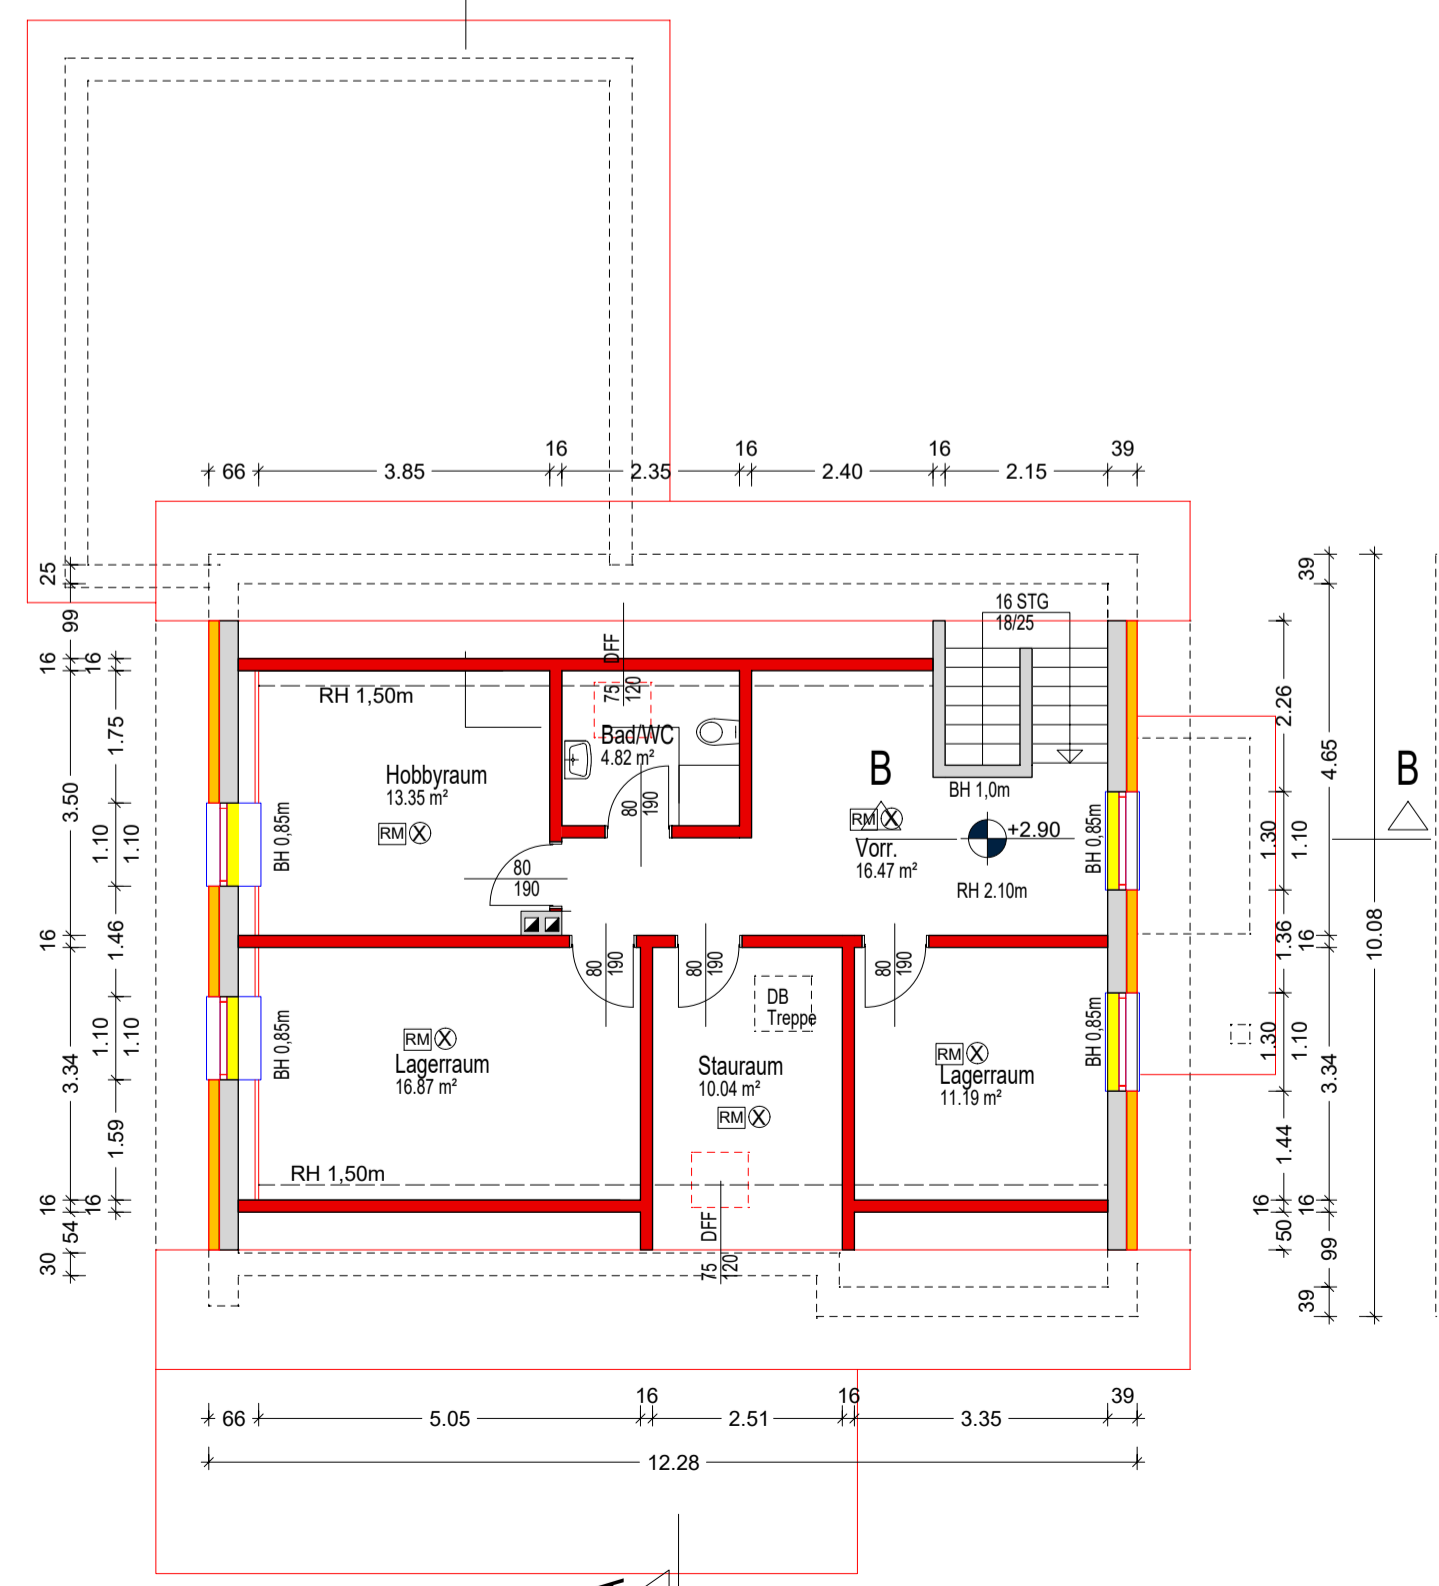 16 16 16 39
66 3.85 2.35 2.40 2.15
25
99
16 16
1.75
3.50
1.10 1.10
16
1.46
1.10 1.10
3.34
1.59
16 16
54
30
39
2.26
4.65
1.30 1.10
10.08
1.36 16
1.30 1.10
3.34
1.44
16 16
50 99
39
16 STG
18/25
DFF
75
120
RH 1,50m
Bad/WC
4.82 m²
Hobbyraum
13.35 m²
RM X
BH 0,85m
80
190
80
190
B
BH 1,0m
RM X
+2.90
Vorr.
16.47 m²
RH 2.10m
BH 0,85m
B
80
190
80
190
80
190
DB
Treppe
RM X
Lagerraum
16.87 m²
BH 0,85m
Stauraum
10.04 m²
RM X
RM X
Lagerraum
11.19 m²
BH 0,85m
RH 1,50m
DFF
75
120
16 16 39
66 5.05 2.51 3.35
12.28